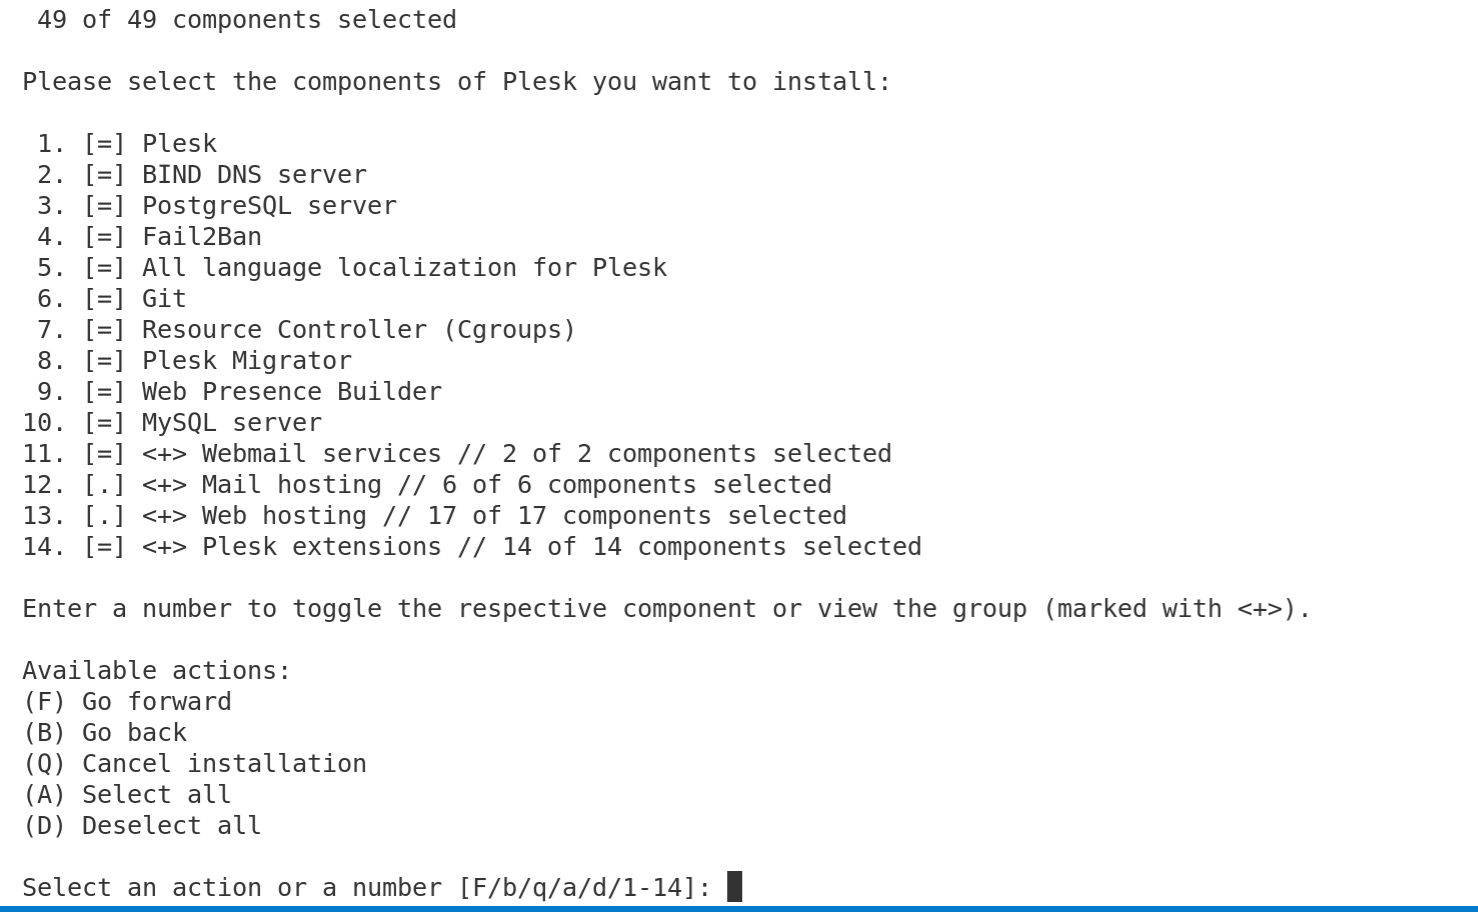 49 of 49 components selected
Please select the components of Plesk you want to install:
1. [=] Plesk
2. [=] BIND DNS server
3. [=] PostgreSQL server
4. [=] Fail2Ban
5. [=] All language localization for Plesk
6. [=] Git
7. [=] Resource Controller (Cgroups)
8. [=] Plesk Migrator
9. [=] Web Presence Builder
10. [=] MySQL server
11. [=] <+> Webmail services // 2 of 2 components selected
12. [.] <+> Mail hosting // 6 of 6 components selected
13. [.] <+> Web hosting // 17 of 17 components selected
14. [=] <+> Plesk extensions // 14 of 14 components selected
Enter a number to toggle the respective component or view the group (marked with <+>).
Available actions:
(F) Go forward
(B) Go back
(Q) Cancel installation
(A) Select all
(D) Deselect all
Select an action or a number [F/b/q/a/d/1-14]: